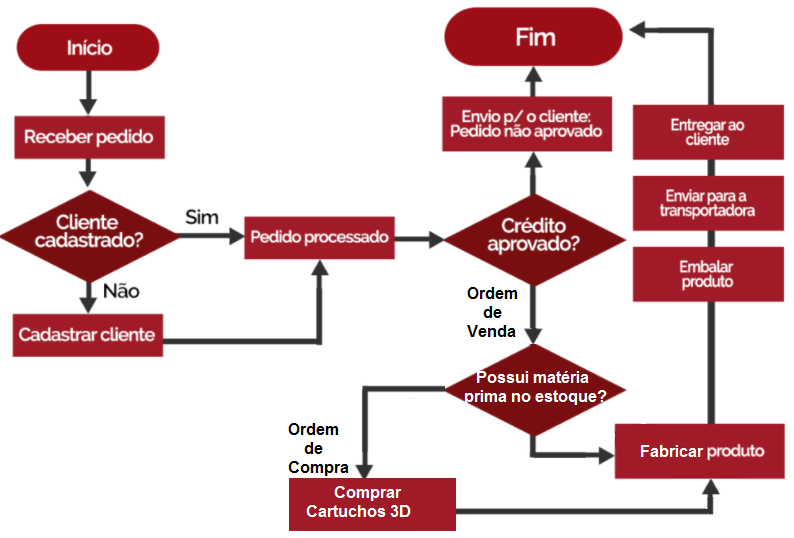 Início
Receber pedido
Cliente
cadastrado?
Sim
Não
Cadastrar cliente
Pedido processado
Fim
Envio p/ o cliente:
Pedido não aprovado
Crédito
aprovado?
Ordem
de
Venda
Possui matéria
prima no estoque?
Ordem
de
Compra
Comprar
Cartuchos 3D
Fabricar produto
Embalar
produto
Enviar para a
transportadora
Entregar ao
cliente